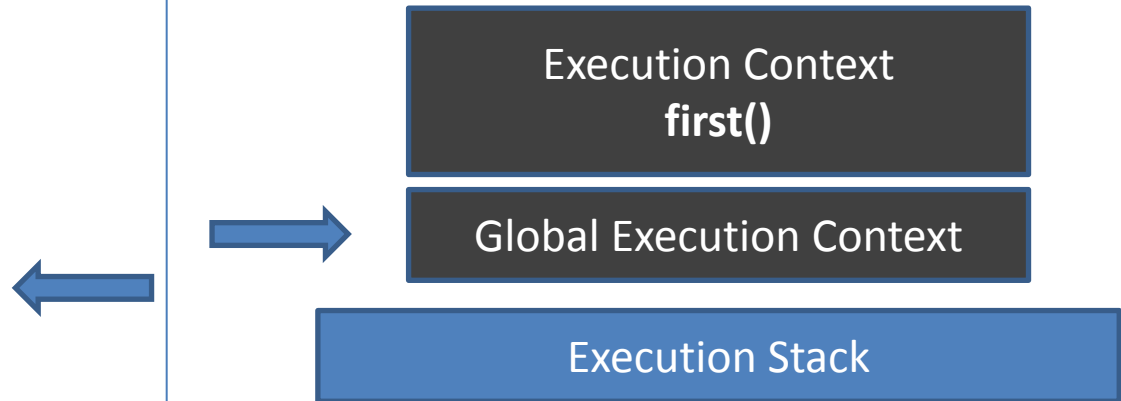 Execution Context
first()
Global Execution Context
Execution Stack